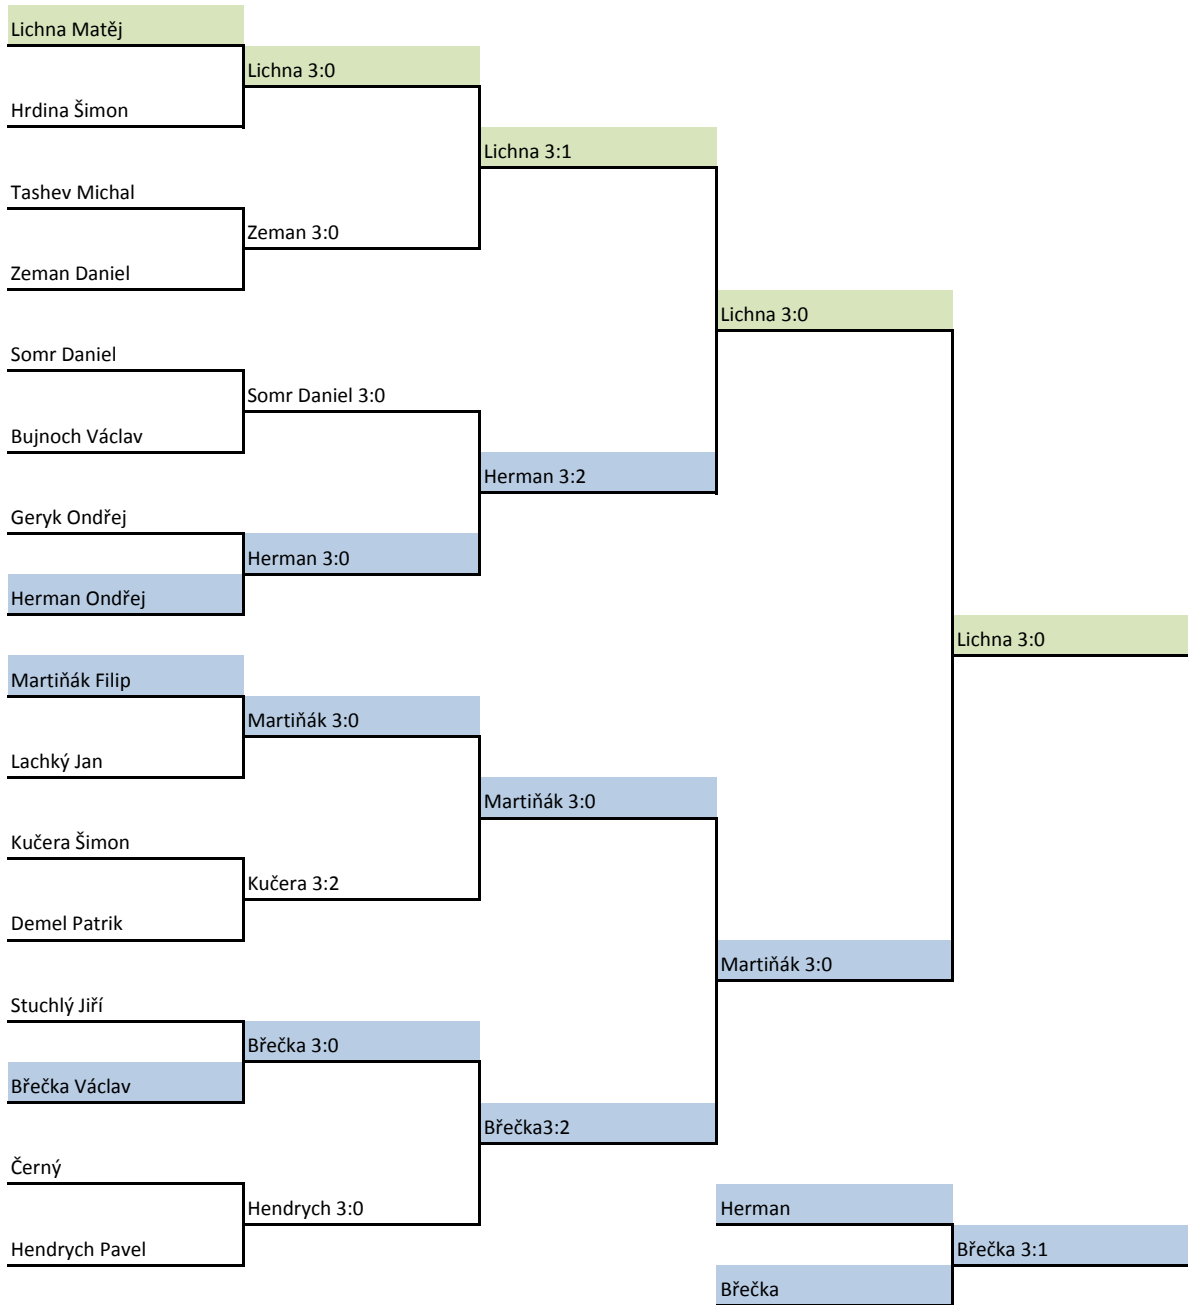 Lichna Matěj
Lichna 3:0
Hrdina Šimon
Lichna 3:1
Tashev Michal
Zeman 3:0
Zeman Daniel
Lichna 3:0
Somr Daniel
Somr Daniel 3:0
Bujnoch Václav
Herman 3:2
Geryk Ondřej
Herman 3:0
Herman Ondřej
Lichna 3:0
Martiňák Filip
Martiňák 3:0
Lachký Jan
Martiňák 3:0
Kučera Šimon
Kučera 3:2
Demel Patrik
Martiňák 3:0
Stuchlý Jiří
Břečka 3:0
Břečka Václav
Břečka3:2
Černý
Hendrych 3:0
Herman
Hendrych Pavel
Břečka 3:1
Břečka